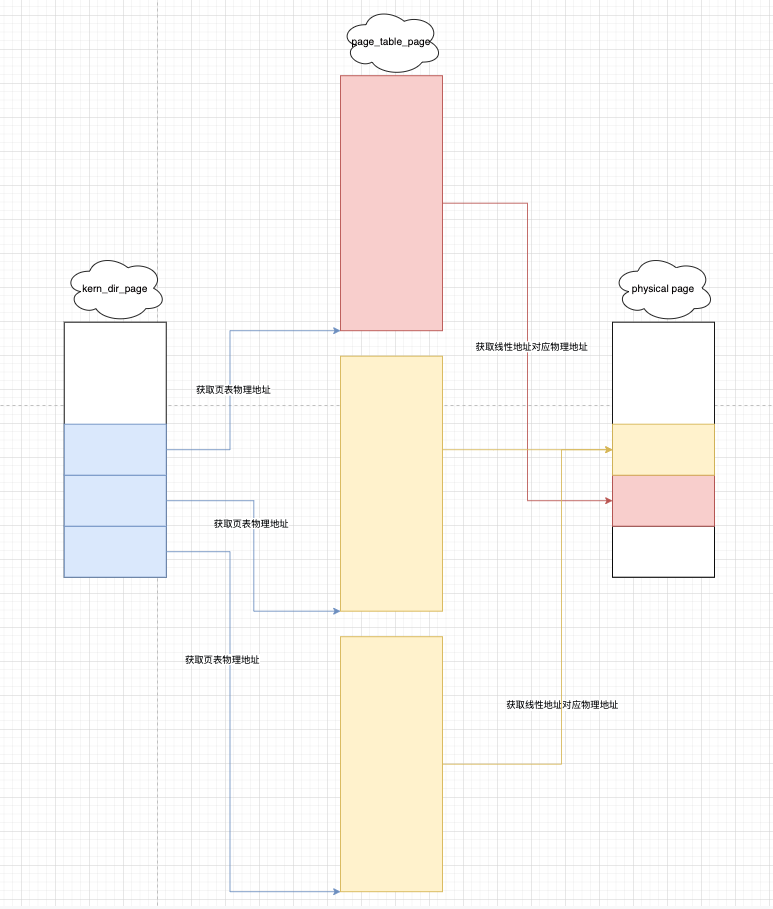 page_table_page
kern_dir_page
physical page
获取线性地址对应物理地址
获取页表物理地址
获取页表物理地址
获取页表物理地址
获取线性地址对应物理地址